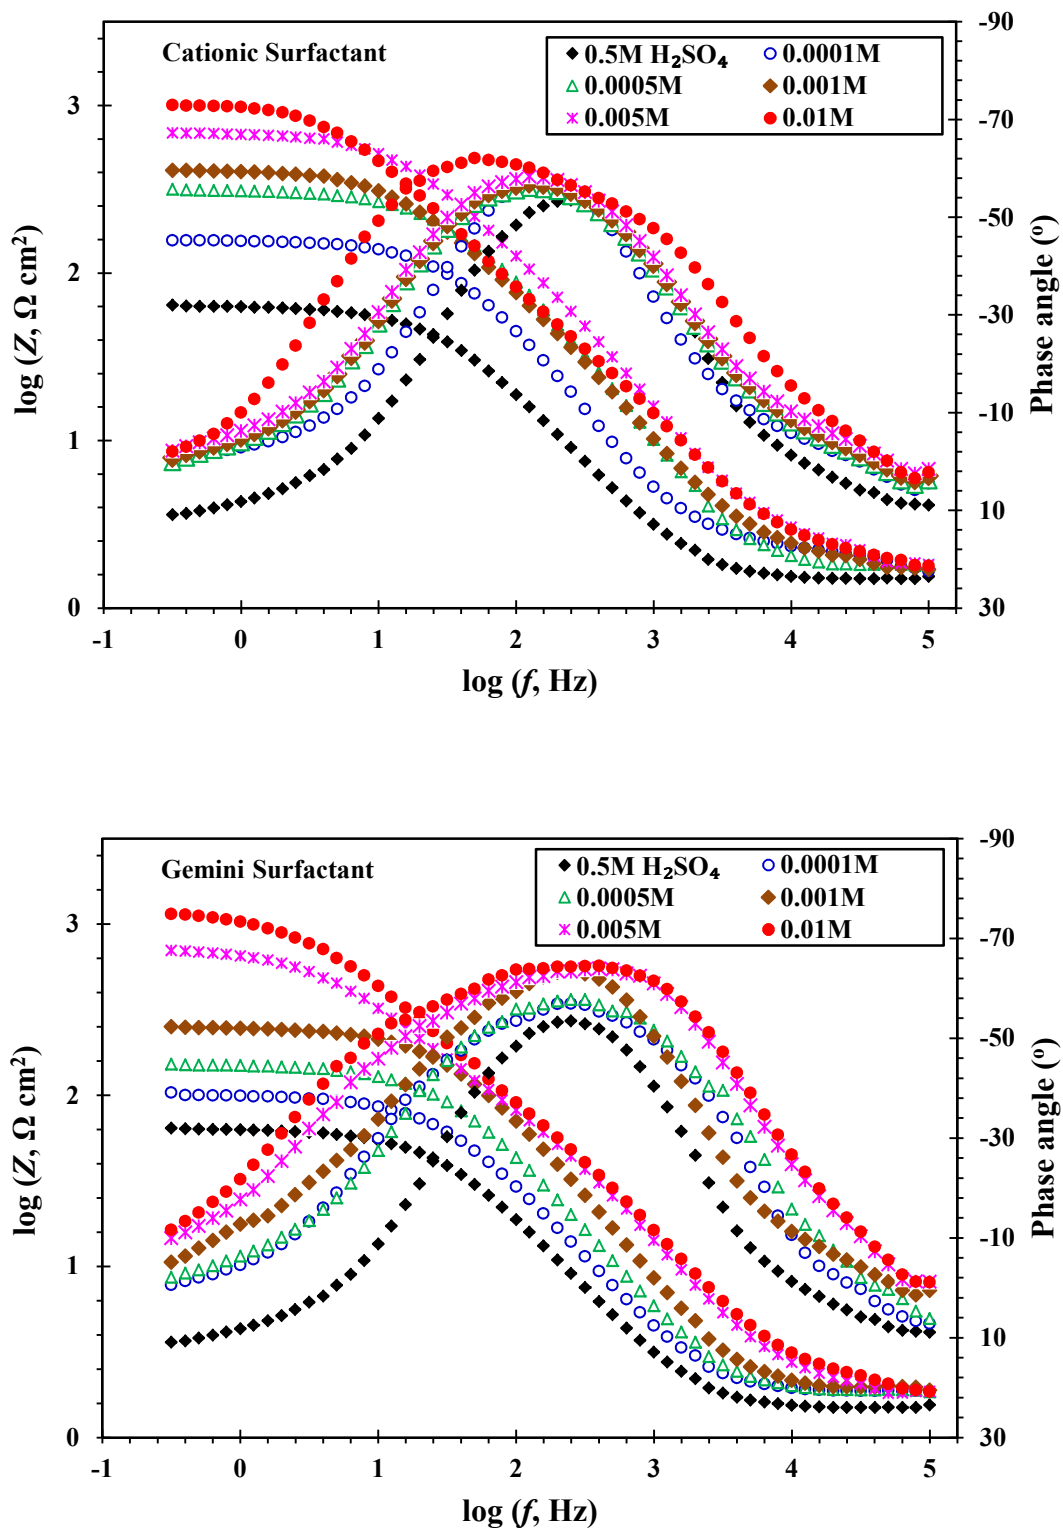 Cationic Surfactant
0.5M H₂SO₄ 0.0001M
0.0005M 0.001M
0.005M 0.01M
log (Z, Ω cm²)
3
2
1
0
-90
-70
-50
-30
-10
10
30
Phase angle (º)
-1 0 1 2 3 4 5
log (f, Hz)
Gemini Surfactant
0.5M H₂SO₄ 0.0001M
0.0005M 0.001M
0.005M 0.01M
log (Z, Ω cm²)
3
2
1
0
-90
-70
-50
-30
-10
10
30
Phase angle (º)
-1 0 1 2 3 4 5
log (f, Hz)